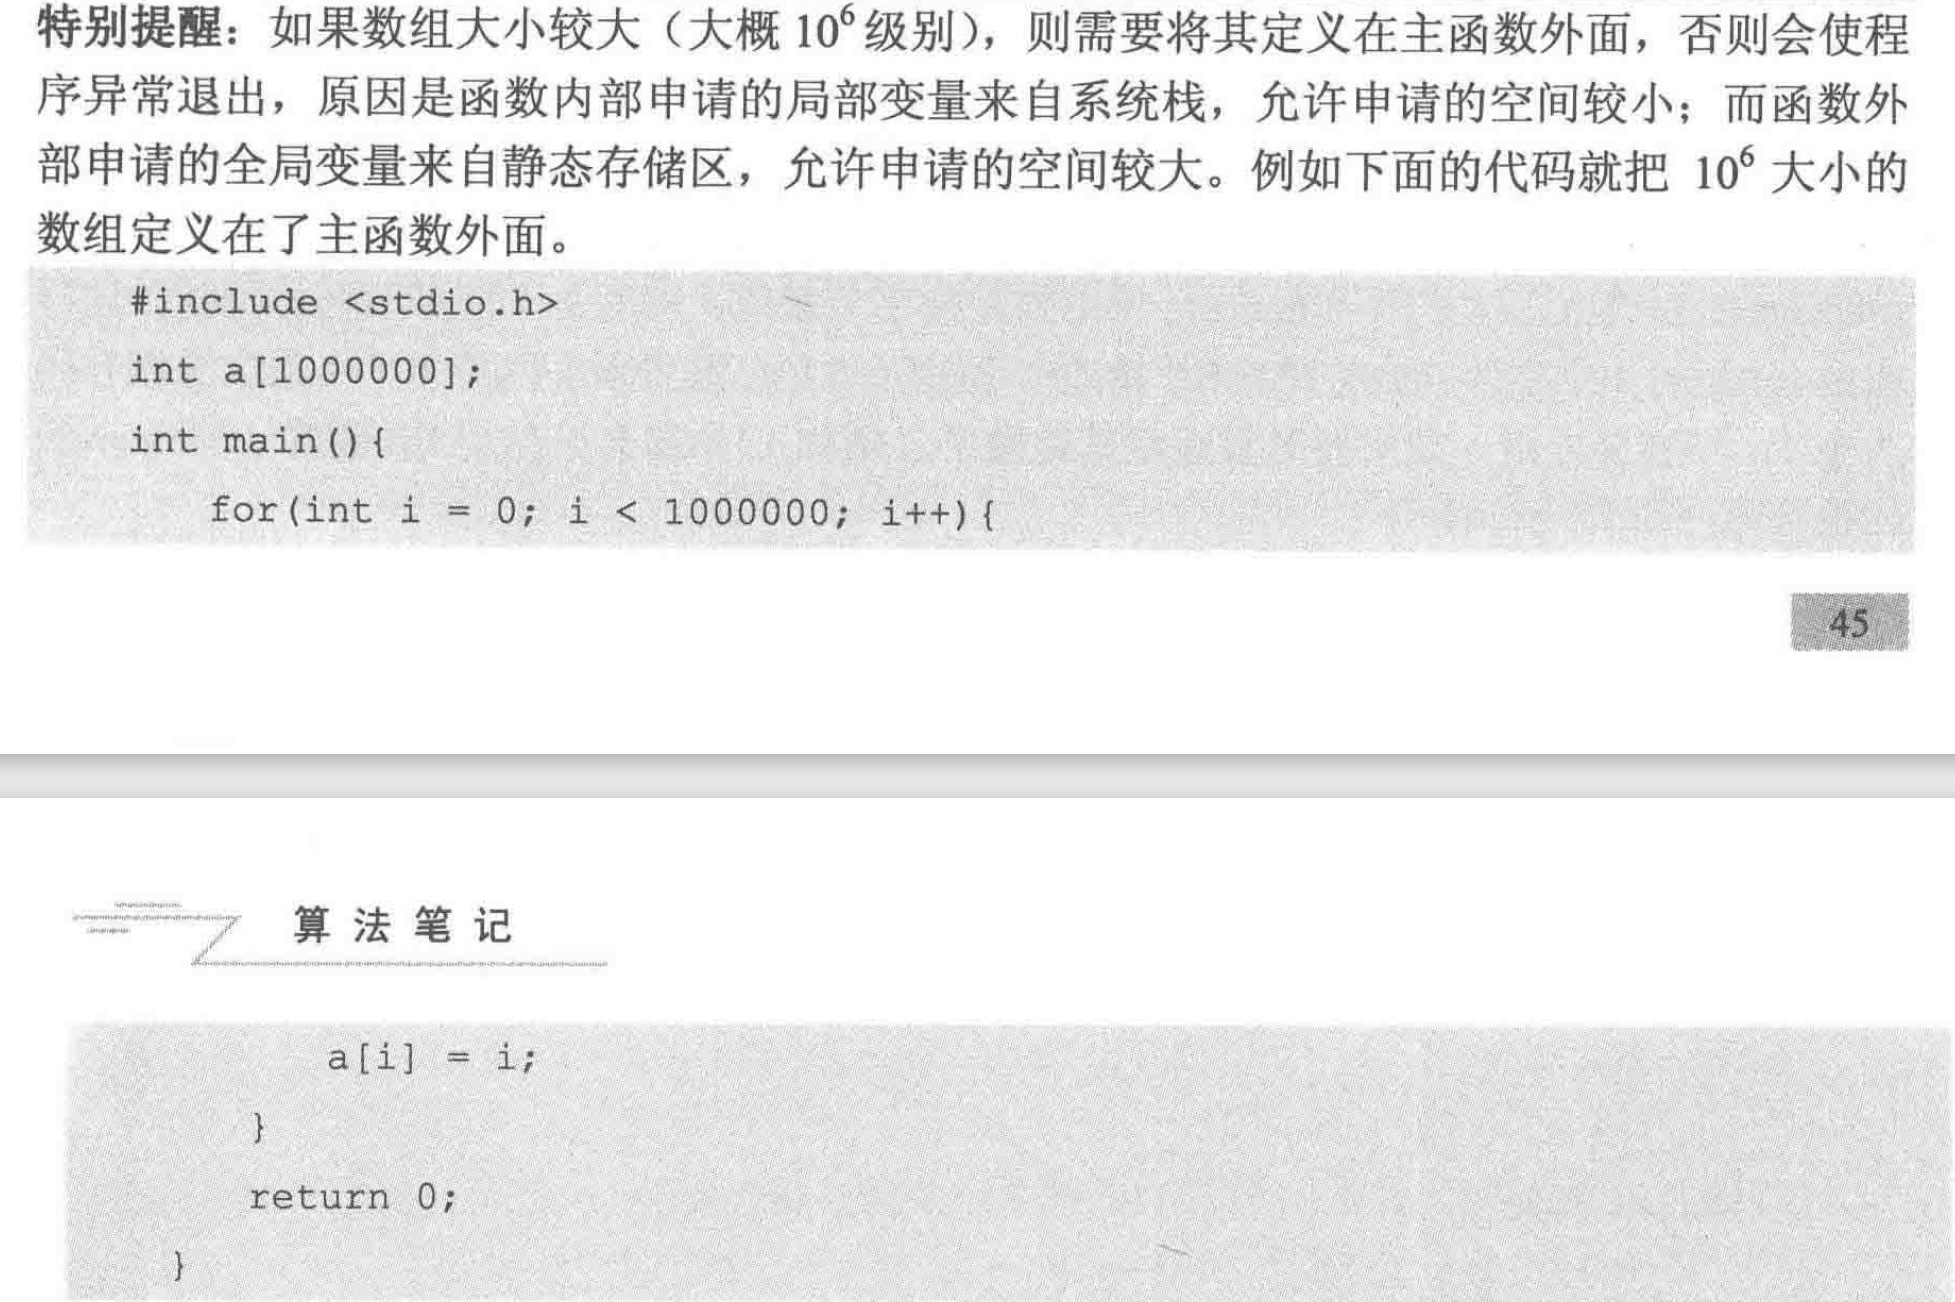 特别提醒：如果数组大小较大（大概 10⁶ 级别），则需要将其定义在主函数外面，否则会使程
序异常退出，原因是函数内部申请的局部变量来自系统栈，允许申请的空间较小；而函数外
部申请的全局变量来自静态存储区，允许申请的空间较大。例如下面的代码就把 10⁶ 大小的
数组定义在了主函数外面。
#include <stdio.h>
int a[1000000];
int main(){
for(int i = 0; i < 1000000; i++){
45
算法笔记
a[i] = i;
}
return 0;
}